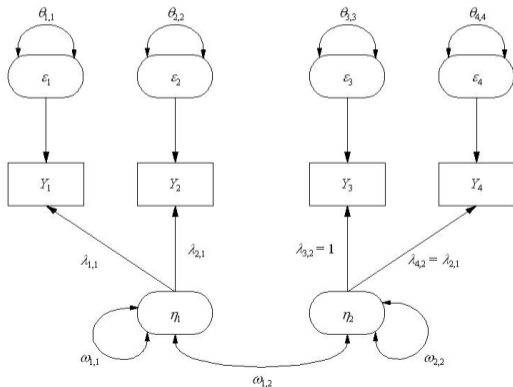 θ1,1 θ2,2 θ3,3 θ4,4
ε1 ε2 ε3 ε4
Y1 Y2 Y3 Y4
λ1,1 λ2,1 λ3,2 = 1 λ4,2 = λ2,1
η1 η2
ω1,1 ω1,2 ω2,2